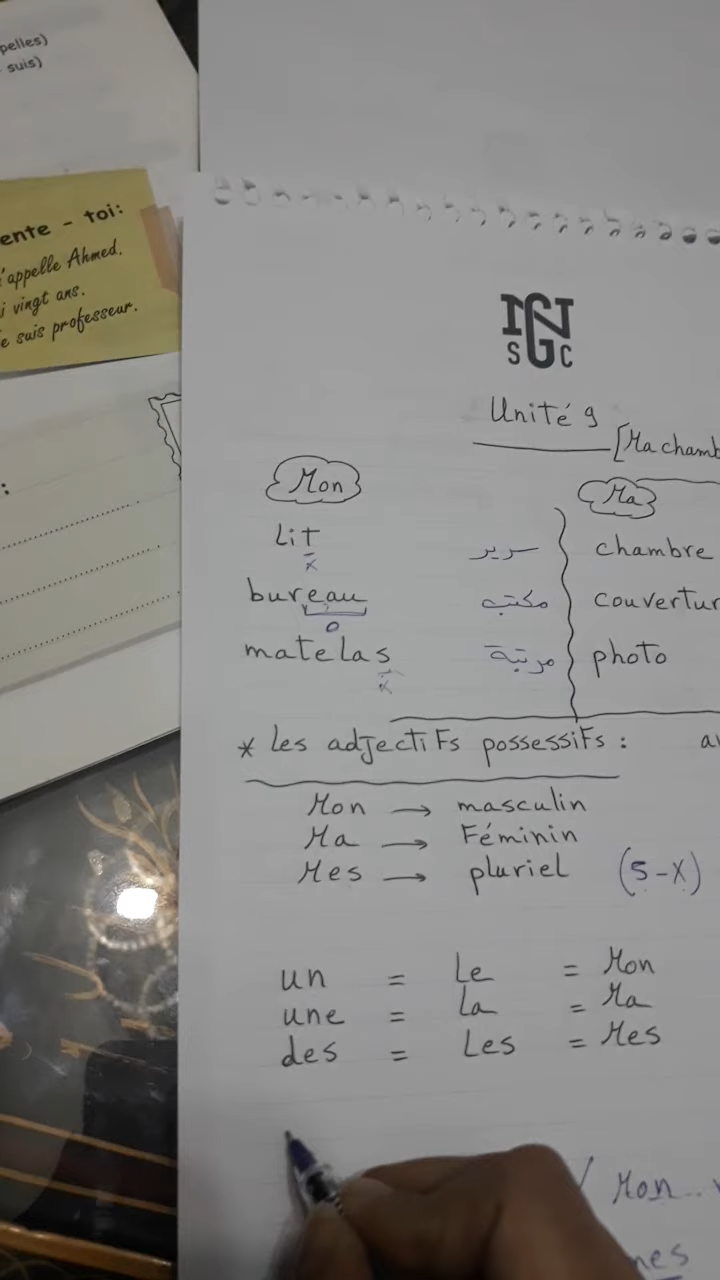 pelles)
suis)
ente - toi:
'appelle Ahmed.
i vingt ans.
e suis professeur.
:
INGT
S C
Unité 9
[Ma chamb
Mon
Ma
Lit سرير chambre
x
bureau مكتب couvertur
o
matelas مرتبة photo
x
* Les adjectifs possessifs : a
Mon → masculin
Ma → Féminin
Mes → pluriel (s-x)
un = Le = Mon
une = La = Ma
des = Les = Mes
/ Mon..
mes